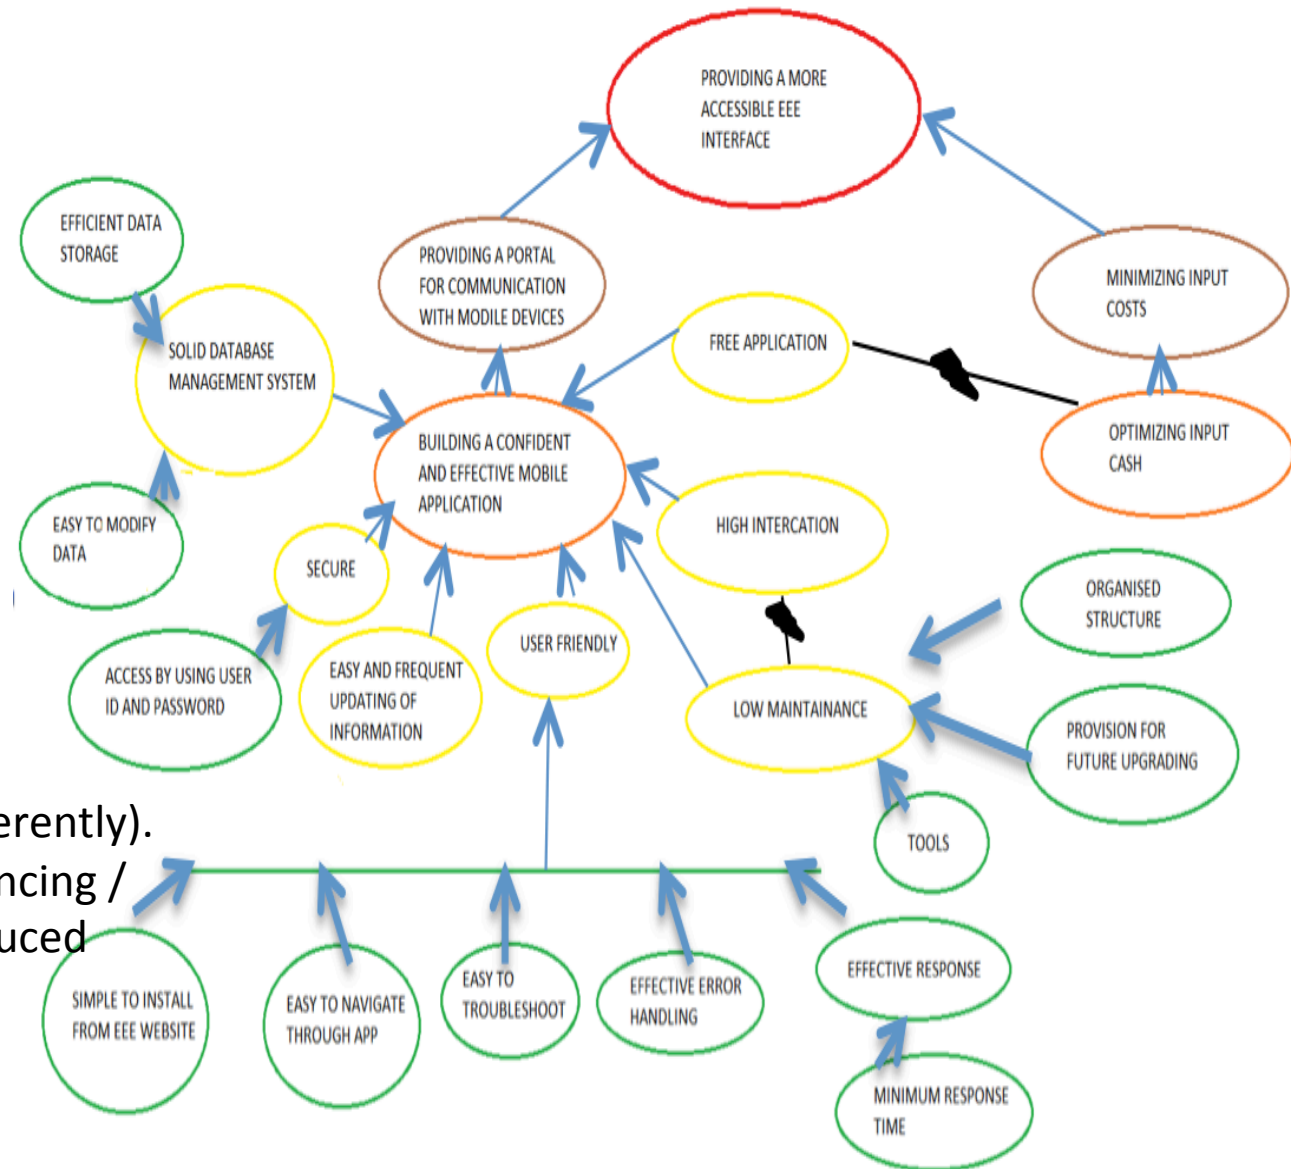 PROVIDING A MORE
ACCESSIBLE EEE
INTERFACE
EFFICIENT DATA
STORAGE
PROVIDING A PORTAL
FOR COMMUNICATION
WITH MODILE DEVICES
MINIMIZING INPUT
COSTS
SOLID DATABASE
MANAGEMENT SYSTEM
FREE APPLICATION
BUILDING A CONFIDENT
AND EFFECTIVE MOBILE
APPLICATION
OPTIMIZING INPUT
CASH
EASY TO MODIFY
DATA
HIGH INTERCATION
SECURE
ORGANISED
STRUCTURE
ACCESS BY USING USER
ID AND PASSWORD
EASY AND FREQUENT
UPDATING OF
INFORMATION
USER FRIENDLY
LOW MAINTAINANCE
PROVISION FOR
FUTURE UPGRADING
TOOLS
erently).
ncing /
uced
SIMPLE TO INSTALL
FROM EEE WEBSITE
EASY TO NAVIGATE
THROUGH APP
EASY TO
TROUBLESHOOT
EFFECTIVE ERROR
HANDLING
EFFECTIVE RESPONSE
MINIMUM RESPONSE
TIME